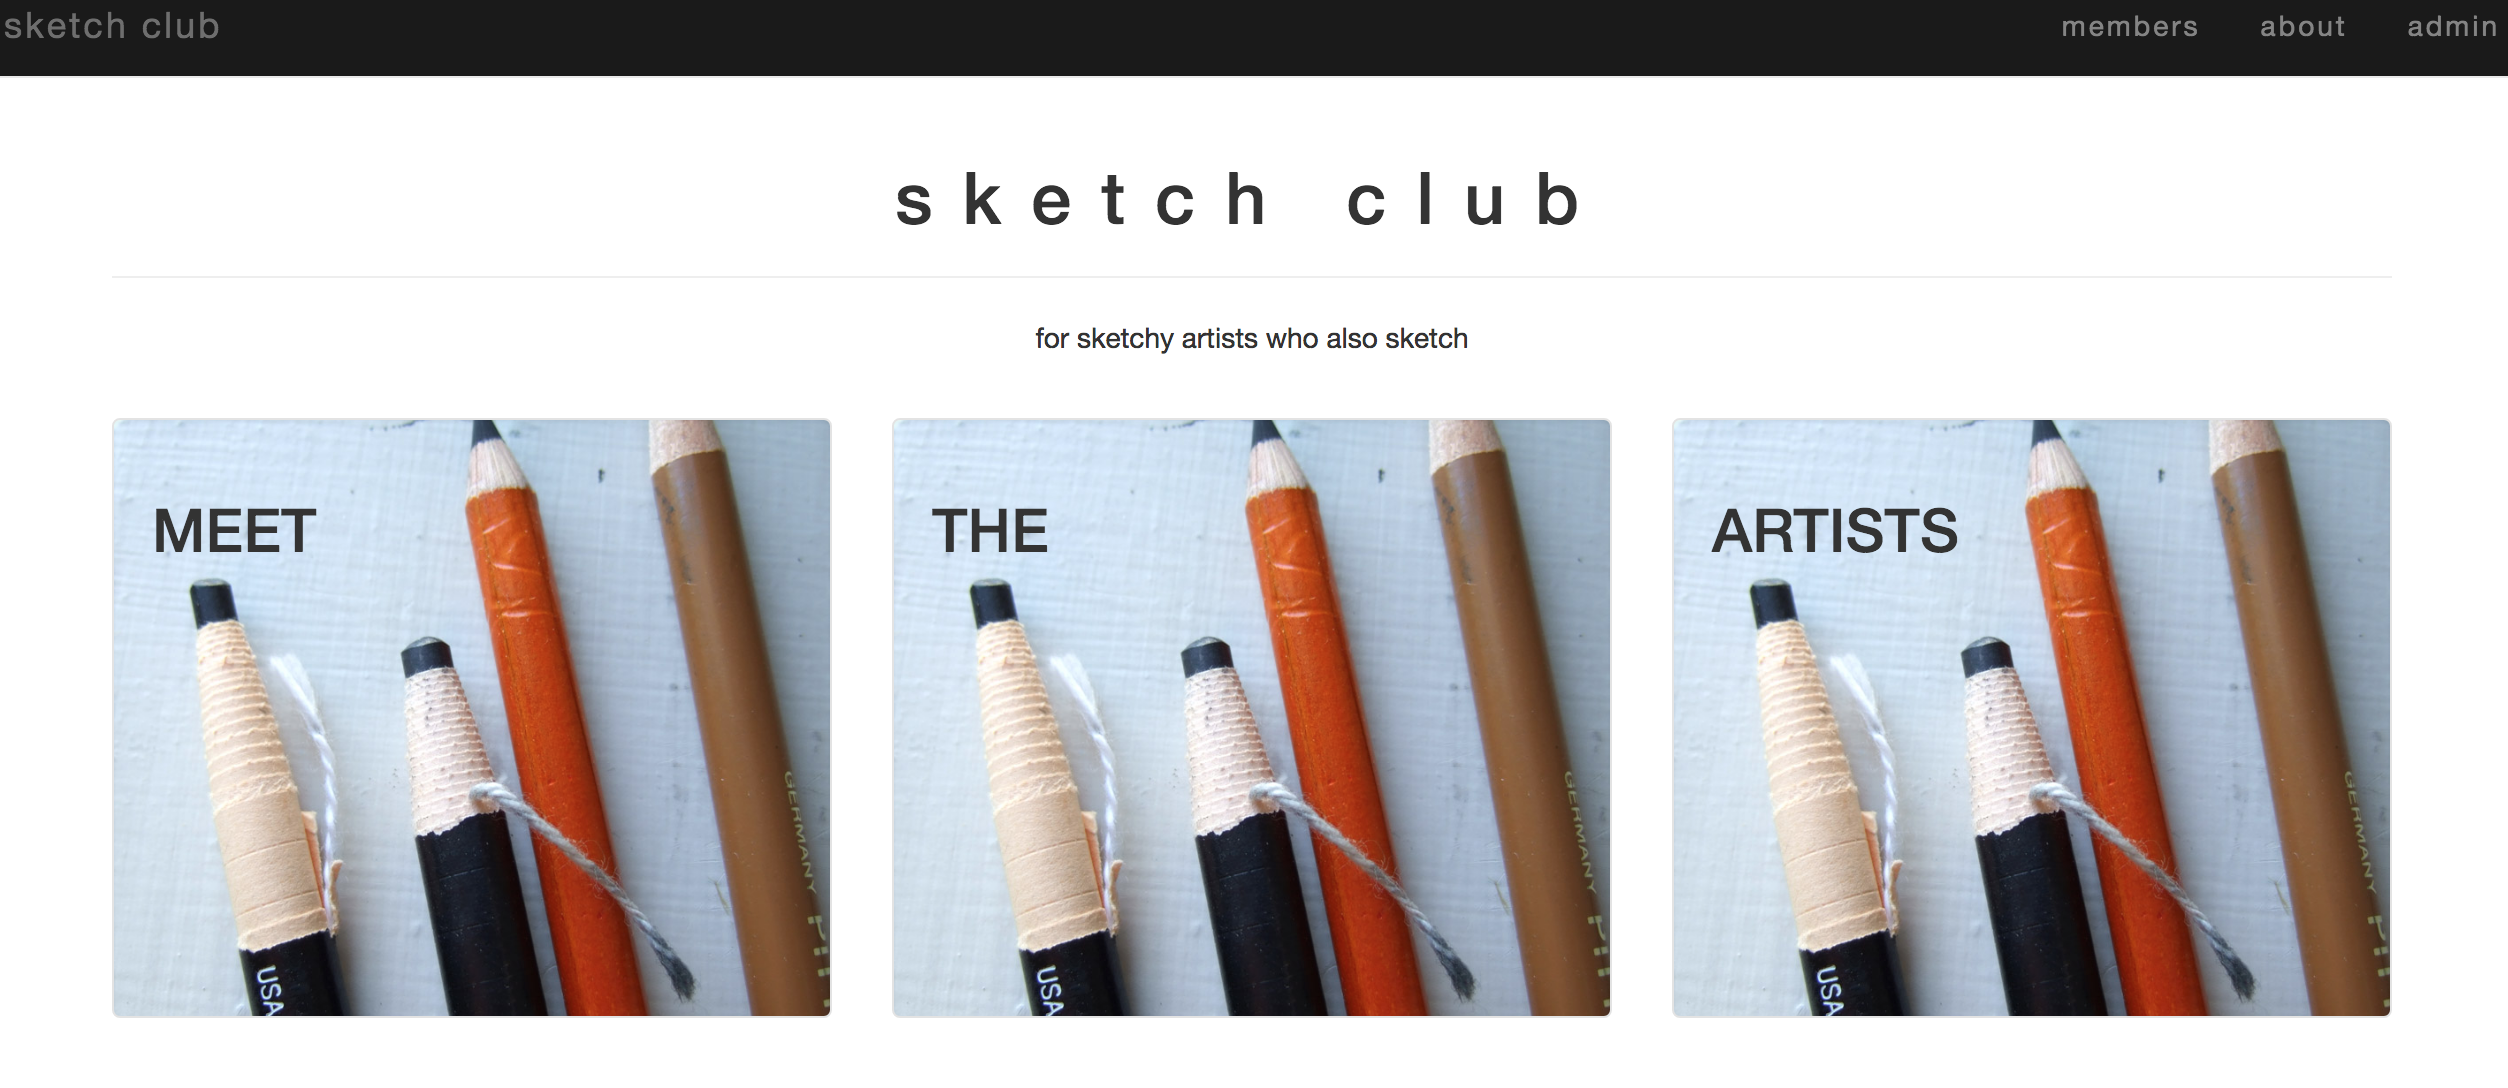 sketch club members about admin
sketch club
for sketchy artists who also sketch
MEET THE ARTISTS
GERMANY GERMANY GERMANY
USA USA USA